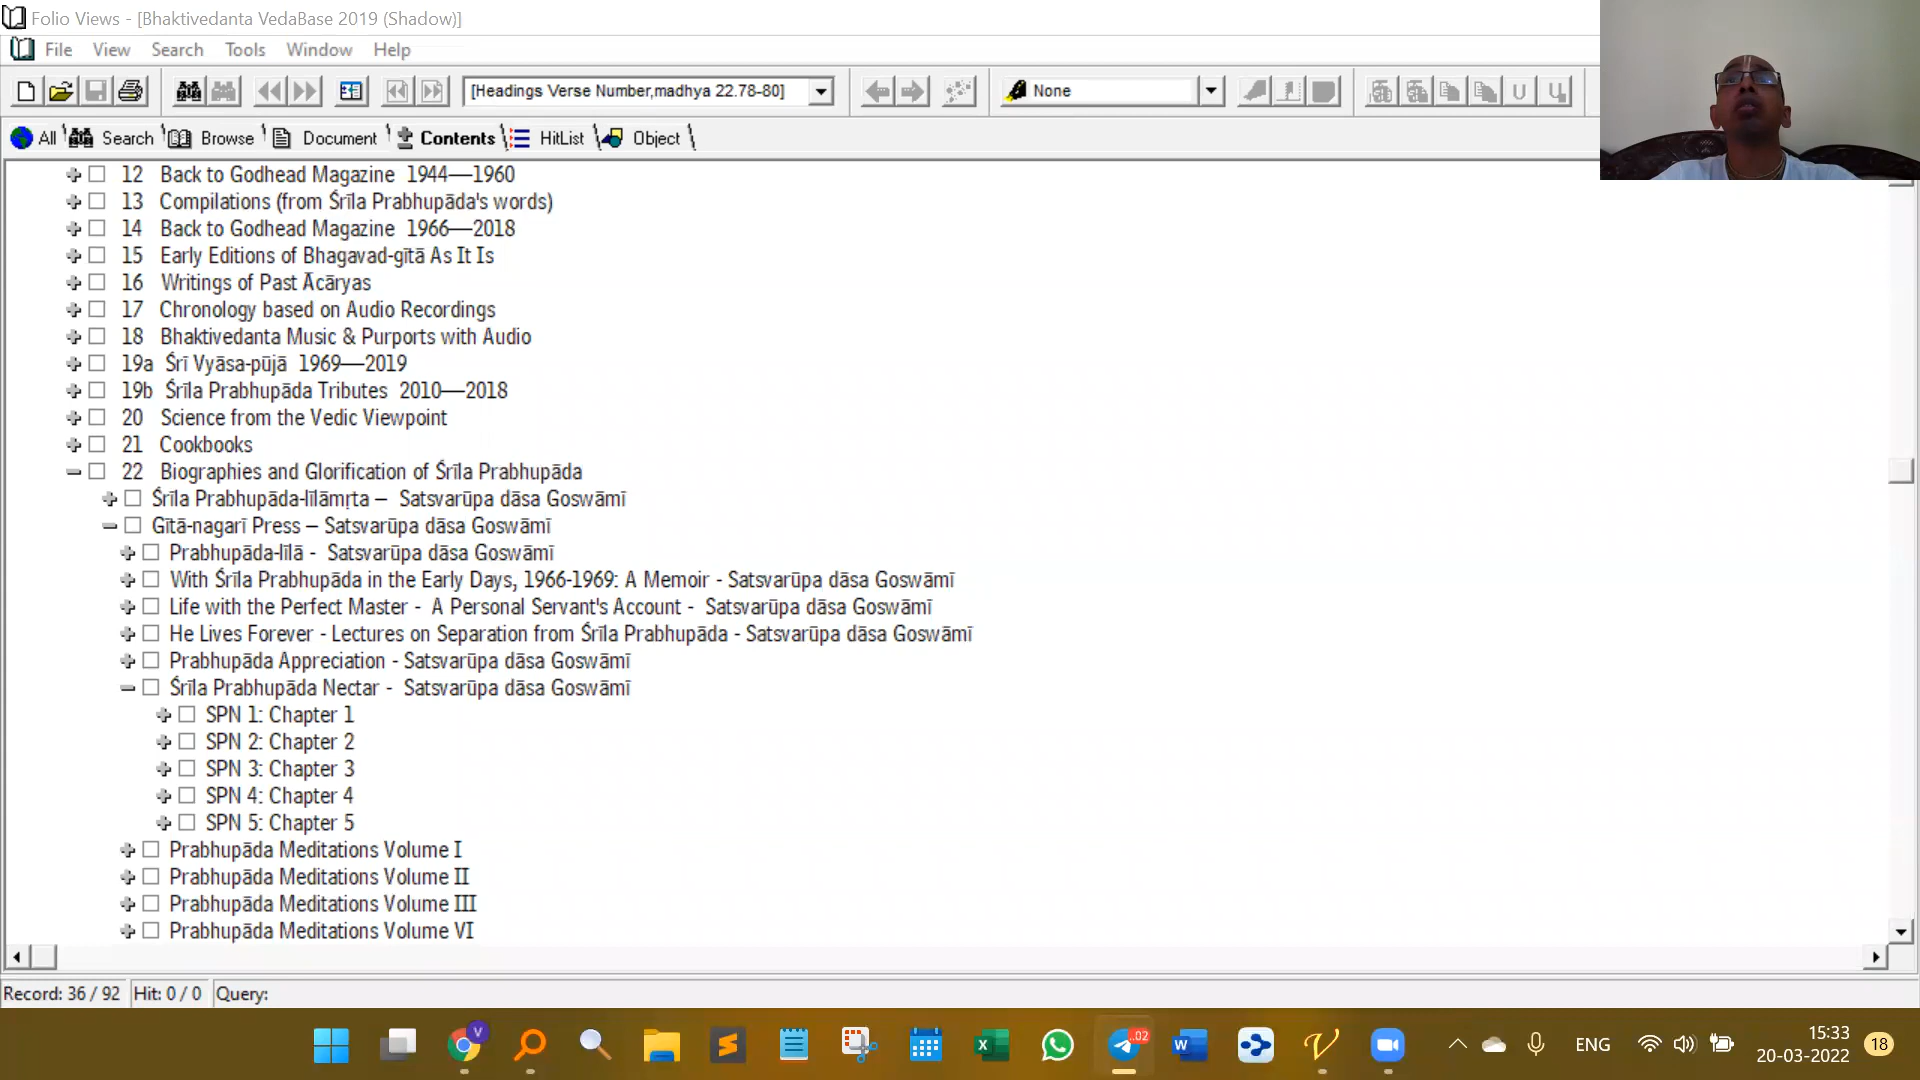 Folio Views - [Bhaktivedanta VedaBase 2019 (Shadow)]
File View Search Tools Window Help
[Headings Verse Number,madhya 22.78-80] None
All Search Browse Document Contents HitList Object
12 Back to Godhead Magazine 1944—1960
13 Compilations (from Śrīla Prabhupāda's words)
14 Back to Godhead Magazine 1966—2018
15 Early Editions of Bhagavad-gītā As It Is
16 Writings of Past Ācāryas
17 Chronology based on Audio Recordings
18 Bhaktivedanta Music & Purports with Audio
19a Śrī Vyāsa-pūjā 1969—2019
19b Śrīla Prabhupāda Tributes 2010—2018
20 Science from the Vedic Viewpoint
21 Cookbooks
22 Biographies and Glorification of Śrīla Prabhupāda
Śrīla Prabhupāda-līlāmṛta – Satsvarūpa dāsa Goswāmī
Gītā-nagarī Press – Satsvarūpa dāsa Goswāmī
Prabhupāda-līlā - Satsvarūpa dāsa Goswāmī
With Śrīla Prabhupāda in the Early Days, 1966-1969: A Memoir - Satsvarūpa dāsa Goswāmī
Life with the Perfect Master - A Personal Servant's Account - Satsvarūpa dāsa Goswāmī
He Lives Forever - Lectures on Separation from Śrīla Prabhupāda - Satsvarūpa dāsa Goswāmī
Prabhupāda Appreciation - Satsvarūpa dāsa Goswāmī
Śrīla Prabhupāda Nectar - Satsvarūpa dāsa Goswāmī
SPN 1: Chapter 1
SPN 2: Chapter 2
SPN 3: Chapter 3
SPN 4: Chapter 4
SPN 5: Chapter 5
Prabhupāda Meditations Volume I
Prabhupāda Meditations Volume II
Prabhupāda Meditations Volume III
Prabhupāda Meditations Volume VI
Record: 36 / 92 Hit: 0 / 0 Query:
V ..02 ENG 15:33 18
20-03-2022